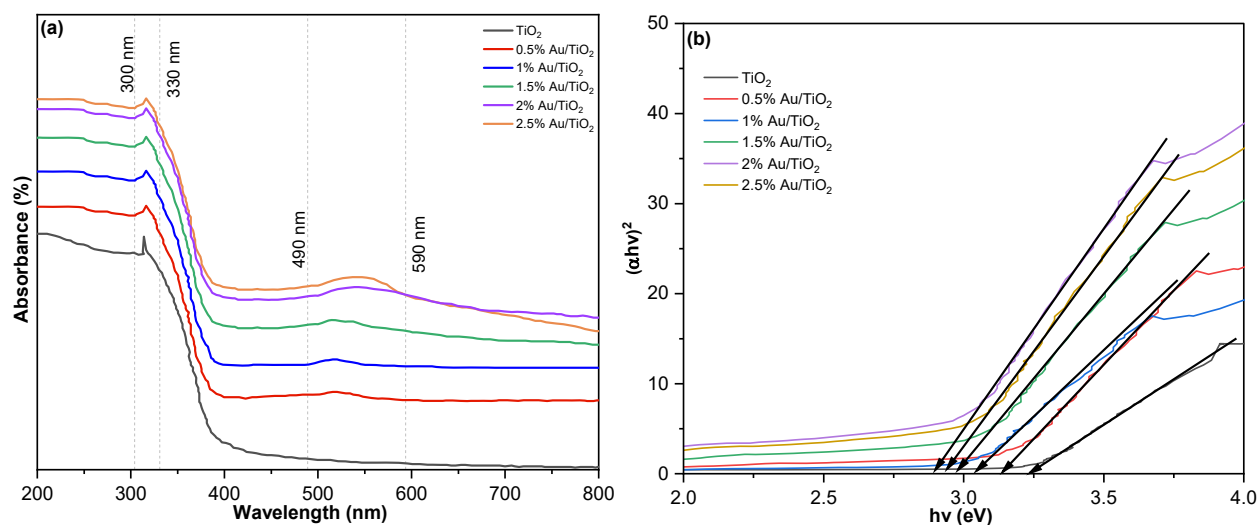 (a)
300 nm
330 nm
490 nm
590 nm
TiO₂
0.5% Au/TiO₂
1% Au/TiO₂
1.5% Au/TiO₂
2% Au/TiO₂
2.5% Au/TiO₂
Absorbance (%)
200 300 400 500 600 700 800
Wavelength (nm)
(b)
TiO₂
0.5% Au/TiO₂
1% Au/TiO₂
1.5% Au/TiO₂
2% Au/TiO₂
2.5% Au/TiO₂
(αhν)²
50
40
30
20
10
0
2.0 2.5 3.0 3.5 4.0
hν (eV)